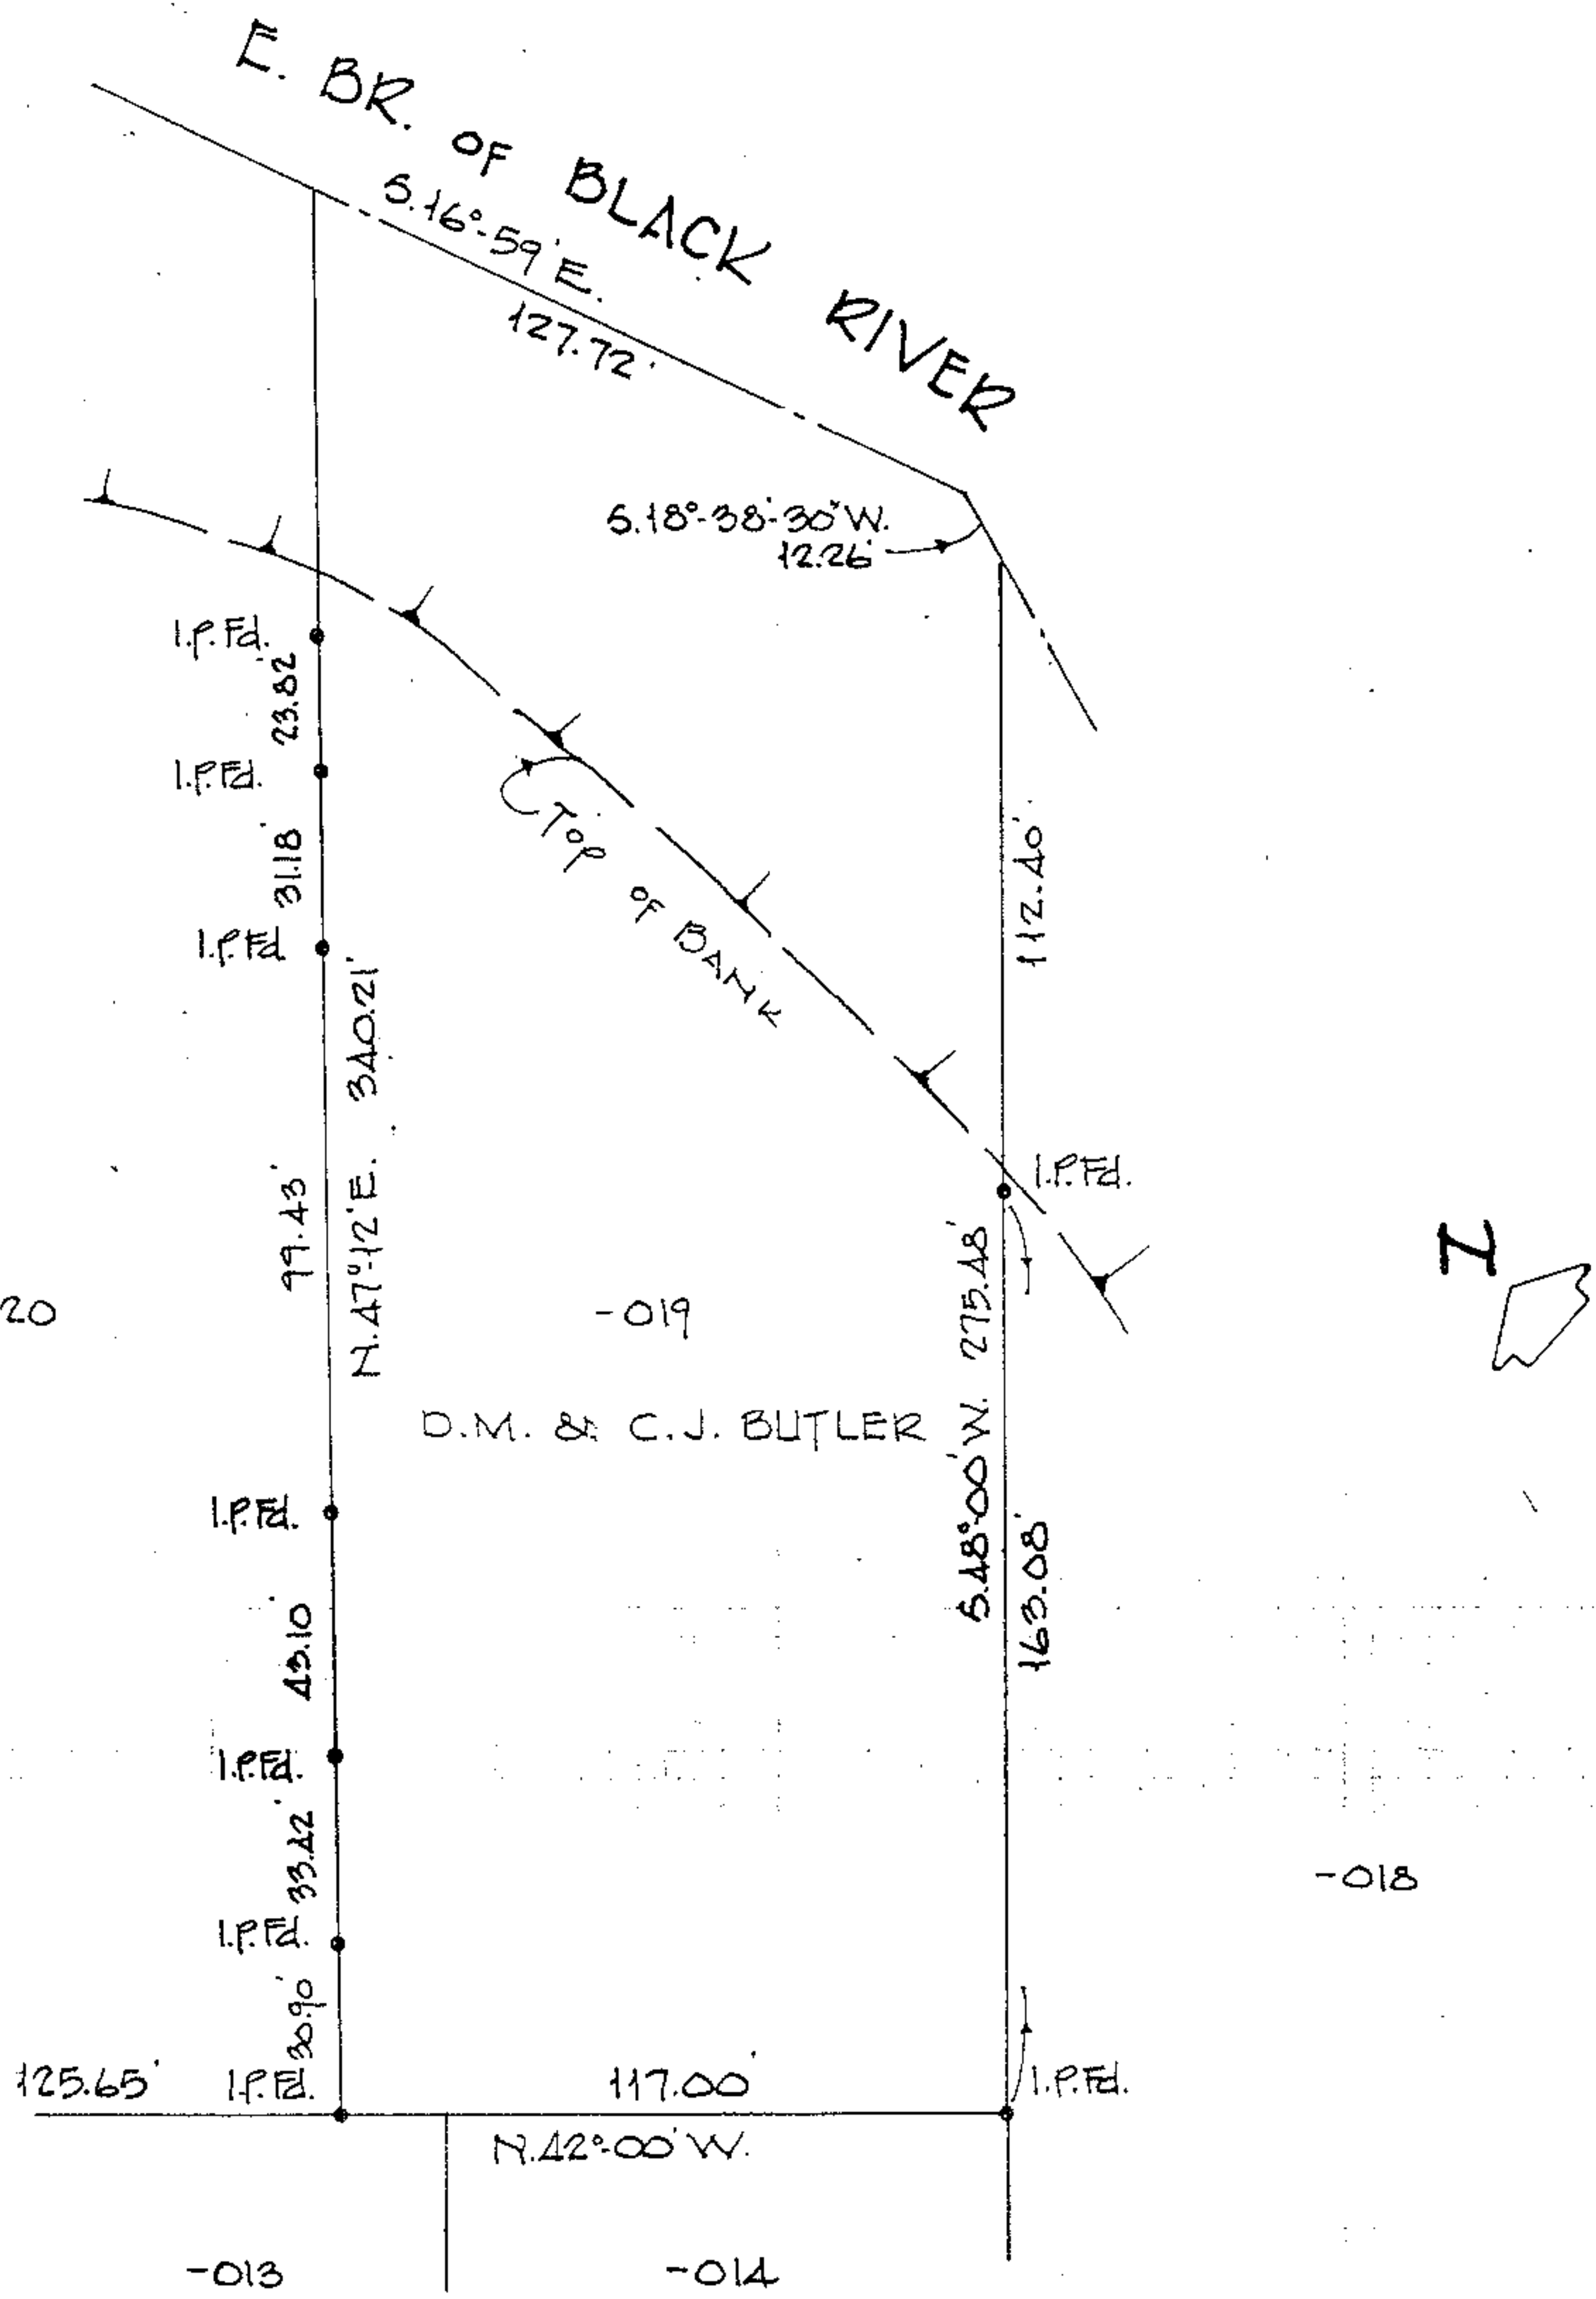 E. BR. OF BLACK RIVER
S.16°-59'E.
127.72'
S.18°-38'-30"W.
12.26'
I.P.Fd.
23.82'
I.P.Fd.
31.18'
I.P.Fd
112.40'
TOP OF BANK
N.47°-12'E. 340.21'
99.43'
I.P.Fd.
S.48°-00'W. 275.48'
163.08'
N
20
-019
D.M. & C.J. BUTLER
I.P.Fd.
43.10'
I.P.Fd.
33.42'
-018
I.P.Fd.
30.90'
125.65'
I.P.Fd.
117.00'
I.P.Fd.
N.42°-00'W.
-013
-014